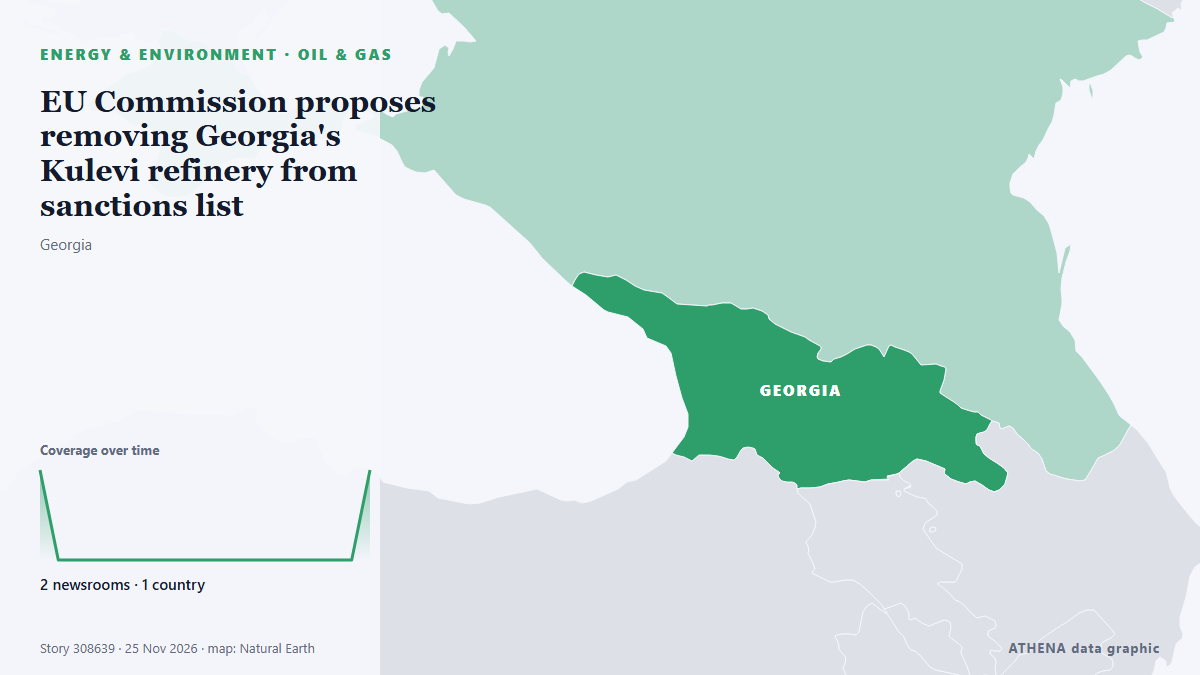 ENERGY & ENVIRONMENT · OIL & GAS
EU Commission proposes
removing Georgia's
Kulevi refinery from
sanctions list
Georgia
GEORGIA
Coverage over time
2 newsrooms · 1 country
Story 308639 · 25 Nov 2026 · map: Natural Earth
ATHENA data graphic